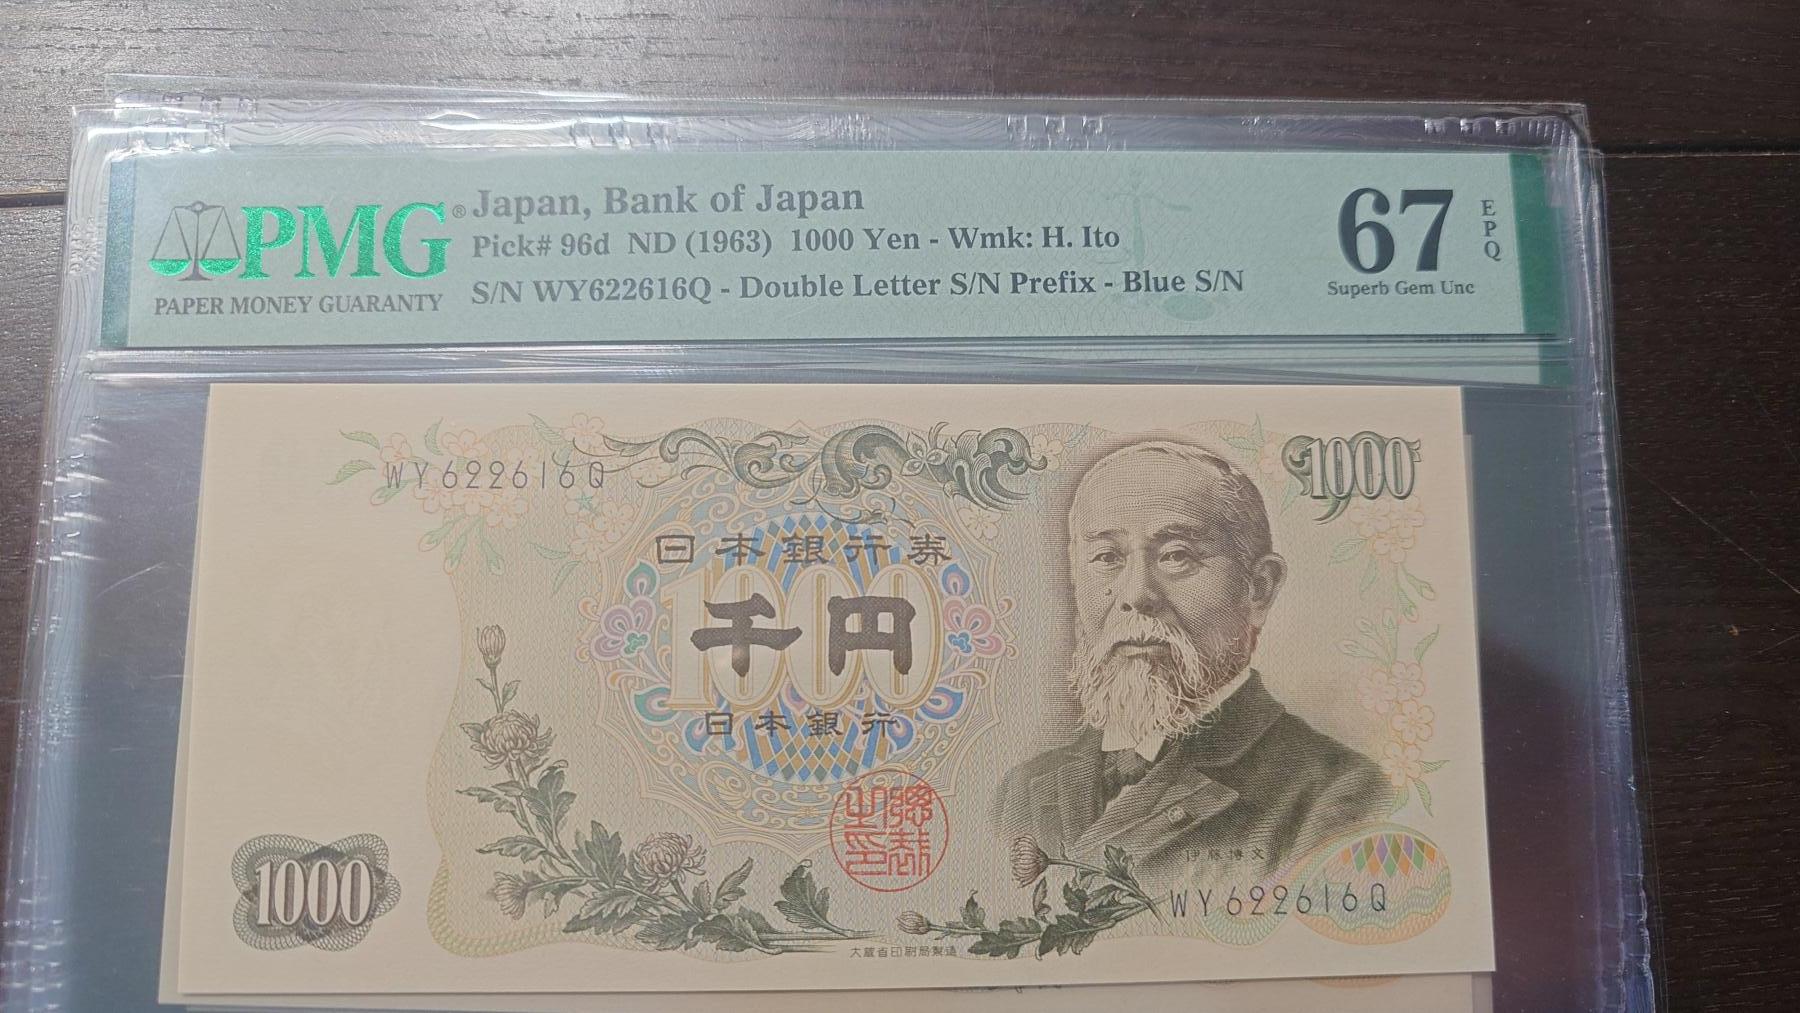 PMG®
PAPER MONEY GUARANTY
Japan, Bank of Japan
Pick# 96d ND (1963) 1000 Yen - Wmk: H. Ito
S/N WY622616Q - Double Letter S/N Prefix - Blue S/N
67
EPQ
Superb Gem Unc
WY622616Q
1000
日本銀行券
1000
千円
日本銀行
伊藤博文
1000
WY622616Q
大蔵省印刷局製造